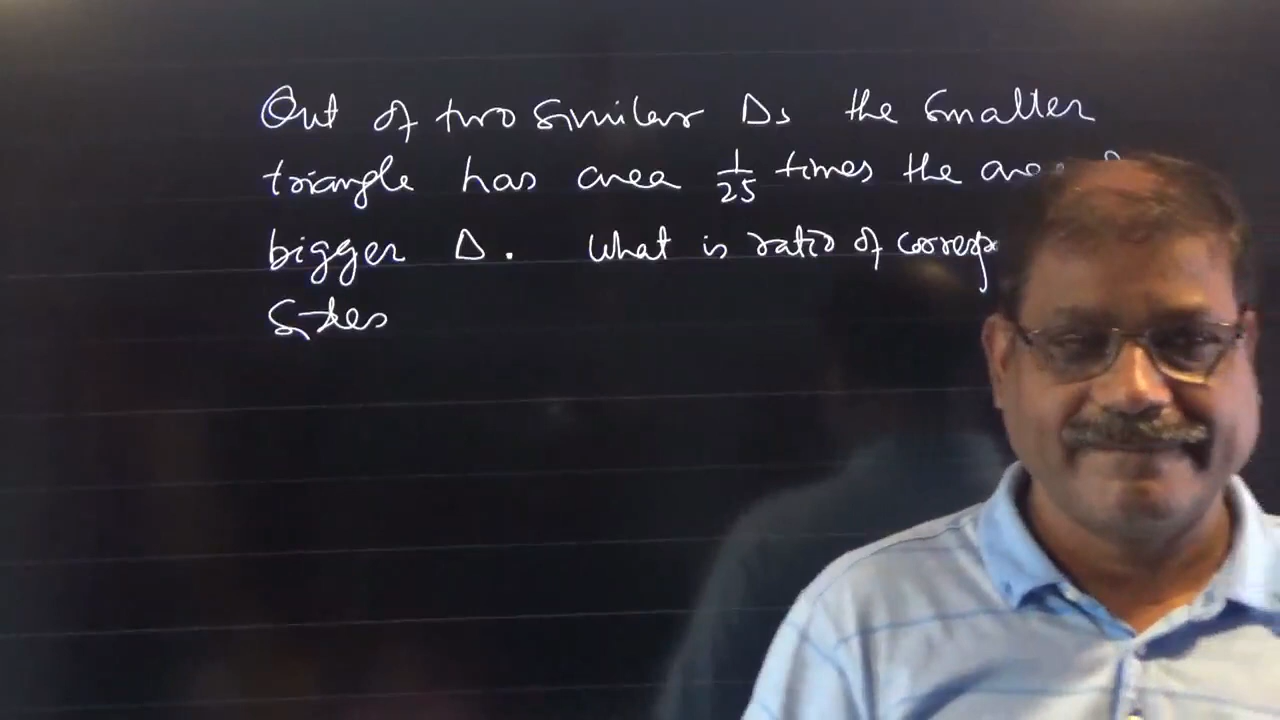 Out of two similar Δs the smaller
triangle has area 1/25 times the
bigger Δ. What is ratio of
Sides